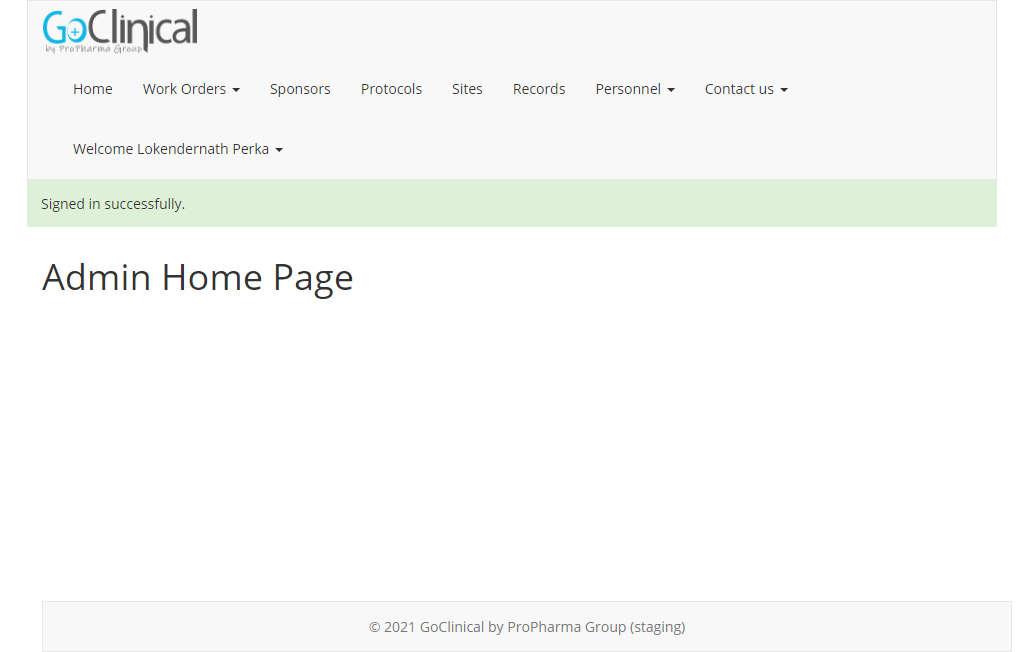 GoClinical
by ProPharma Group
Home Work Orders Sponsors Protocols Sites Records Personnel Contact us
Welcome Lokendernath Perka
Signed in successfully.
Admin Home Page
© 2021 GoClinical by ProPharma Group (staging)